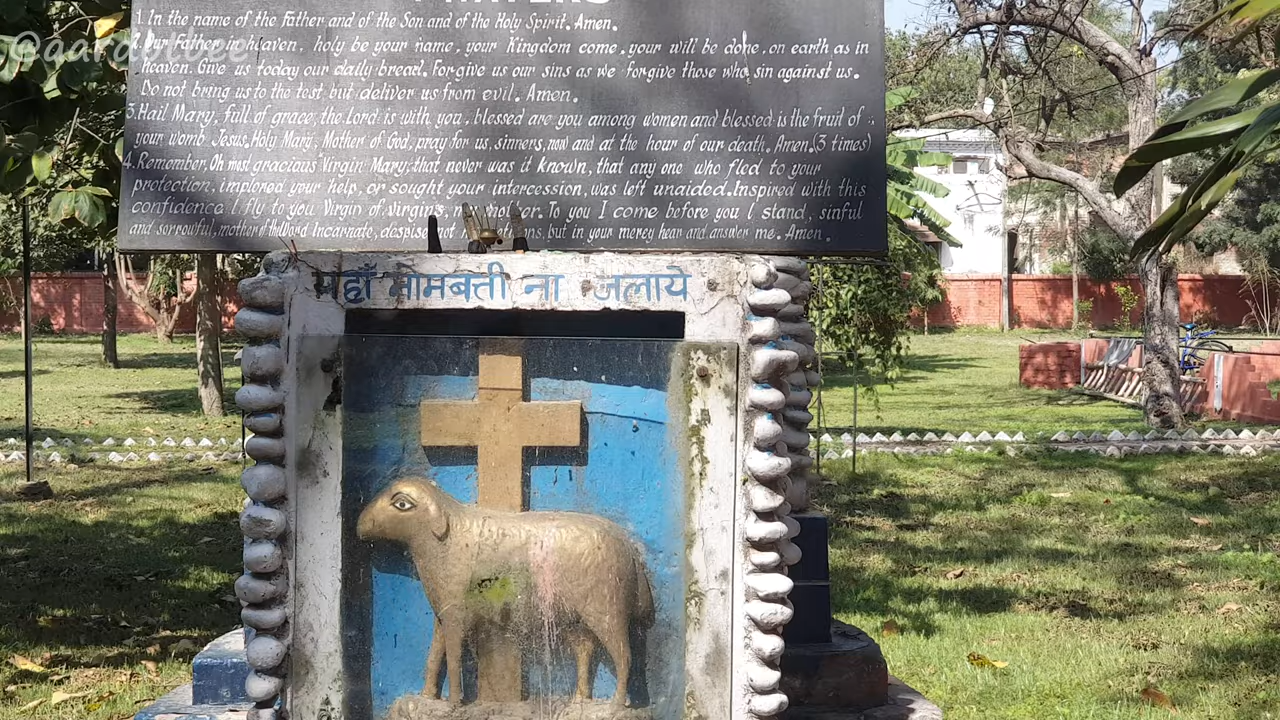 PRAYERS
1. In the name of the Father and of the Son and of the Holy Spirit. Amen.
2. Our Father in heaven, holy be your name, your Kingdom come, your will be done, on earth as in
heaven. Give us today our daily bread. Forgive us our sins as we forgive those who sin against us.
Do not bring us to the test but deliver us from evil. Amen.
3. Hail Mary, full of grace, the Lord is with you, blessed are you among women and blessed is the fruit of
your womb Jesus. Holy Mary, Mother of God, pray for us, sinners, now and at the hour of our death. Amen. (3 times)
4. Remember, Oh most gracious Virgin Mary, that never was it known, that any one who fled to your
protection, implored your help, or sought your intercession, was left unaided. Inspired with this
confidence I fly to you Virgin of virgins, my mother. To you I come before you I stand, sinful
and sorrowful, mother of the Word Incarnate, despise not my petitions, but in your mercy hear and answer me. Amen.
यहाँ मोमबत्ती ना जलाये